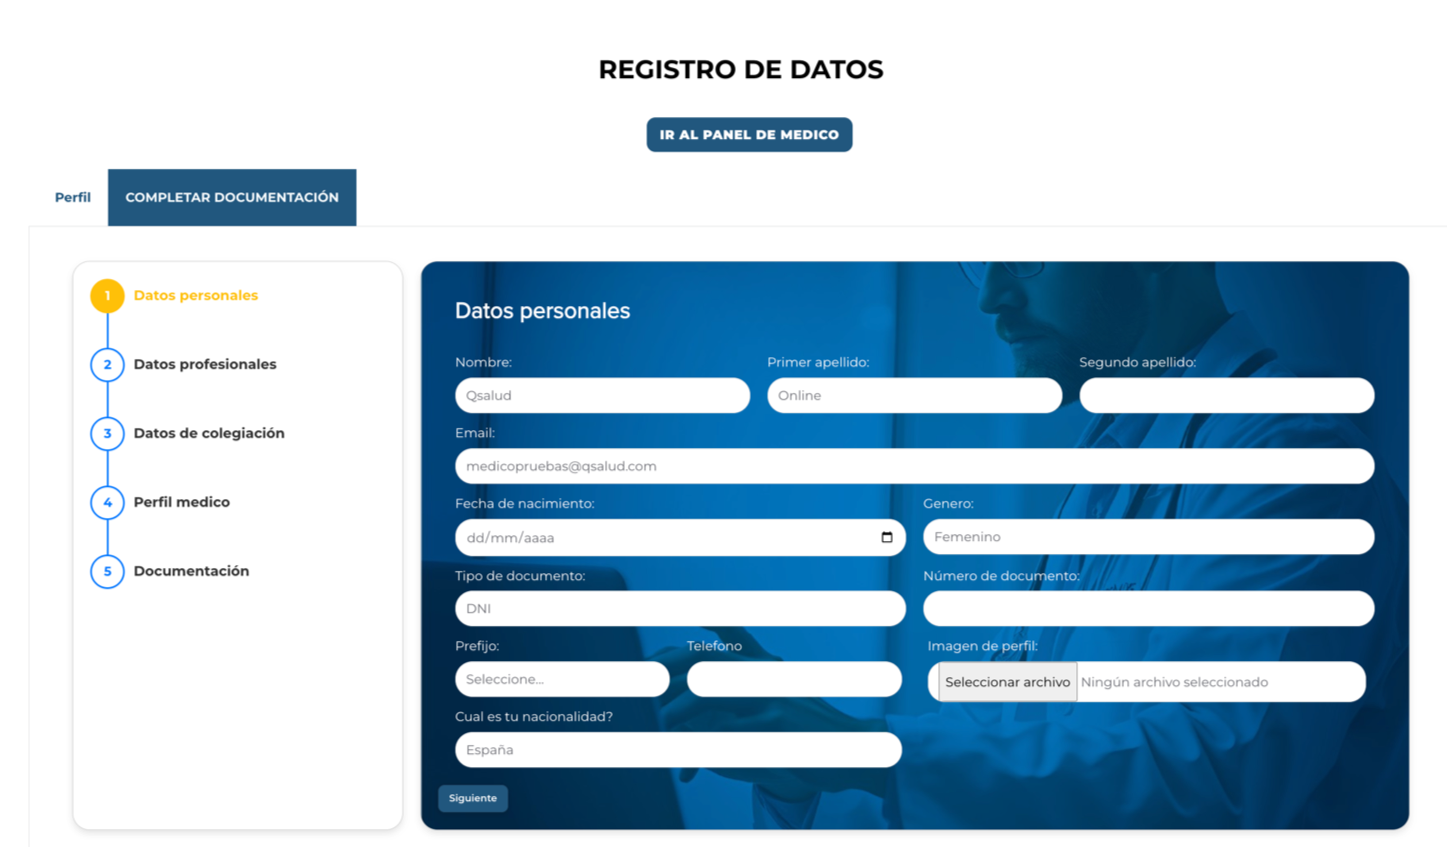 REGISTRO DE DATOS
IR AL PANEL DE MEDICO
Perfil COMPLETAR DOCUMENTACIÓN
1 Datos personales
2 Datos profesionales
3 Datos de colegiación
4 Perfil medico
5 Documentación
Datos personales
Nombre: Primer apellido: Segundo apellido:
Qsalud Online
Email:
medicopruebas@qsalud.com
Fecha de nacimiento: Genero:
dd/mm/aaaa Femenino
Tipo de documento: Número de documento:
DNI
Prefijo: Telefono Imagen de perfil:
Seleccione... Seleccionar archivo Ningún archivo seleccionado
Cual es tu nacionalidad?
España
Siguiente